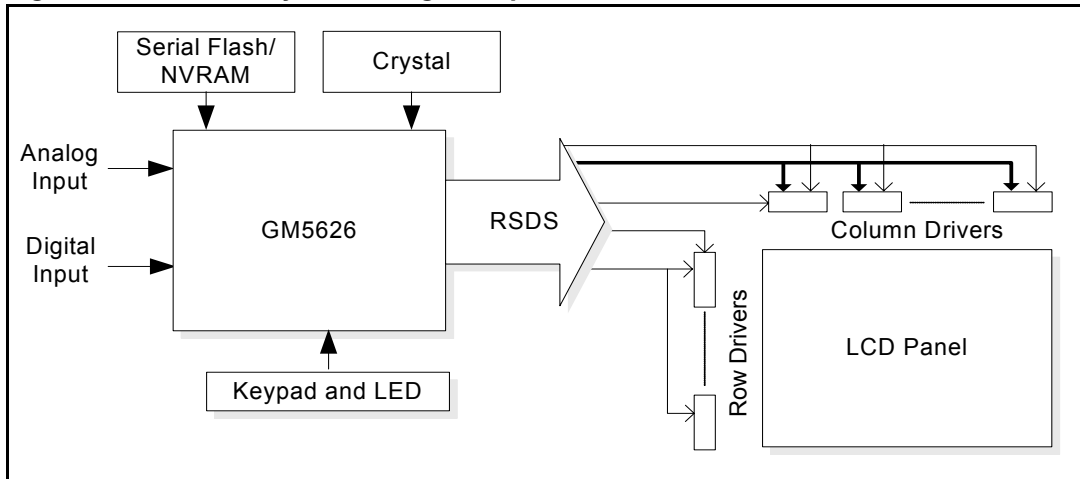 Serial Flash/
NVRAM
Crystal
Analog
Input
Digital
Input
GM5626
RSDS
Column Drivers
Row Drivers
LCD Panel
Keypad and LED